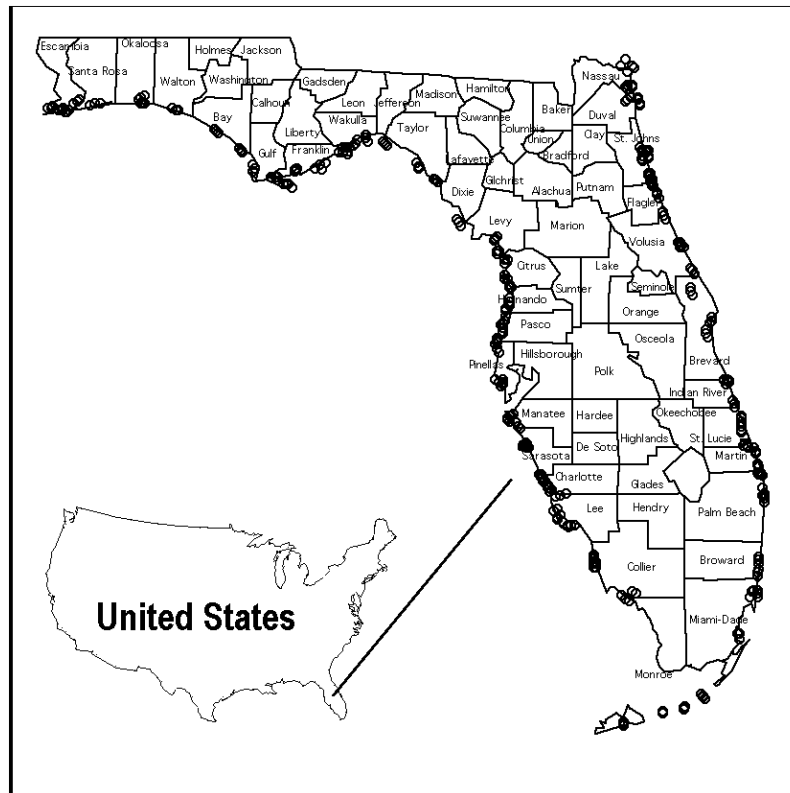 Escambia
Santa Rosa
Okaloosa
Walton
Holmes
Washington
Jackson
Bay
Calhoun
Gulf
Gadsden
Liberty
Franklin
Leon
Wakulla
Jefferson
Madison
Taylor
Hamilton
Suwannee
Lafayette
Dixie
Columbia
Gilchrist
Levy
Baker
Union
Bradford
Alachua
Nassau
Duval
Clay
St. Johns
Putnam
Flagler
Marion
Volusia
Citrus
Sumter
Lake
Hernando
Seminole
Orange
Pasco
Osceola
Hillsborough
Pinellas
Polk
Brevard
Indian River
Manatee
Hardee
Okeechobee
Highlands
St. Lucie
Sarasota
De Soto
Martin
Charlotte
Glades
Lee
Hendry
Palm Beach
Collier
Broward
Miami-Dade
Monroe
United States